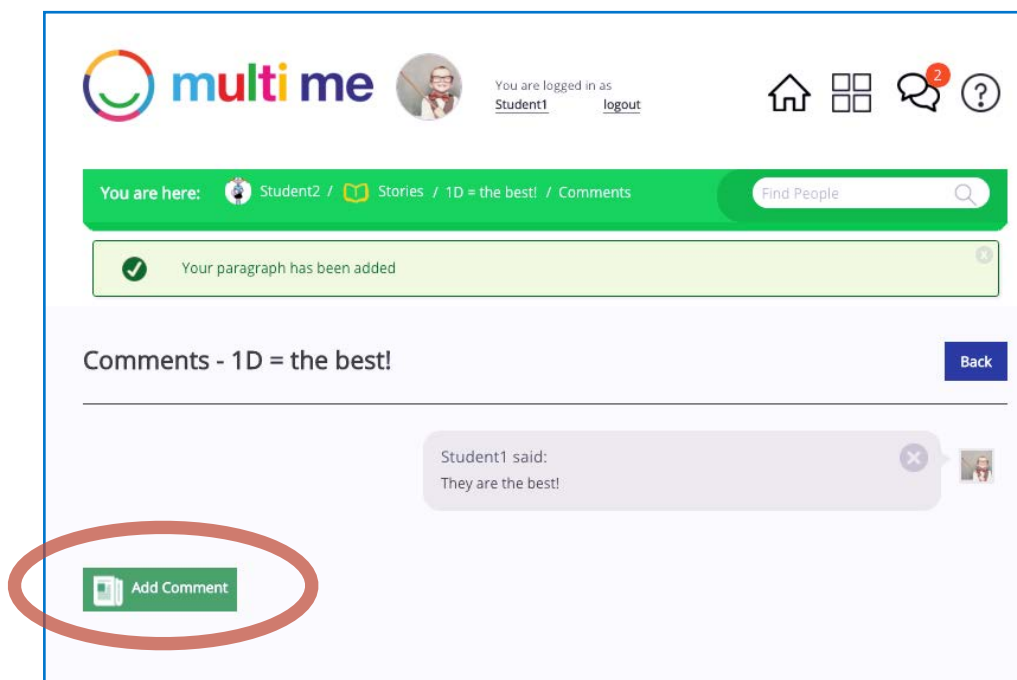 multi me
You are logged in as
Student1 logout
2
?
You are here: Student2 / Stories / 1D = the best! / Comments
Find People
Your paragraph has been added
Comments - 1D = the best!
Back
Student1 said:
They are the best!
Add Comment